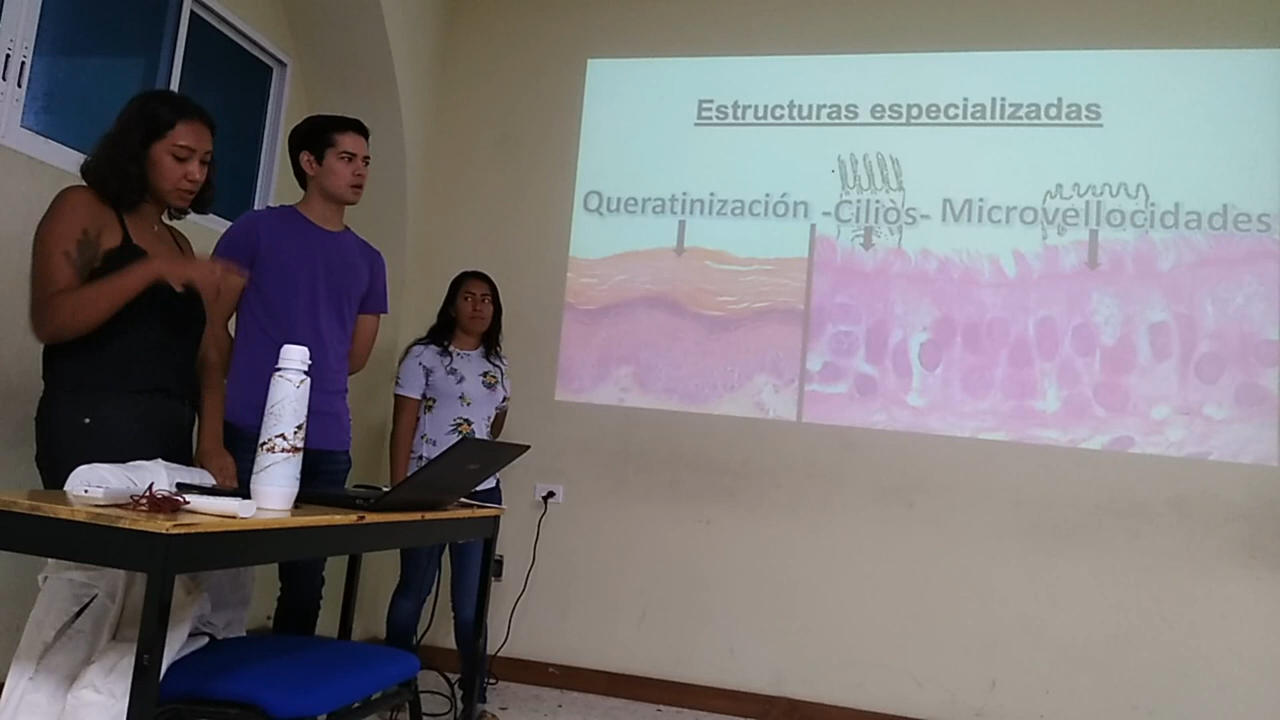 Estructuras especializadas
Queratinización -Cilios- Microvellocidades